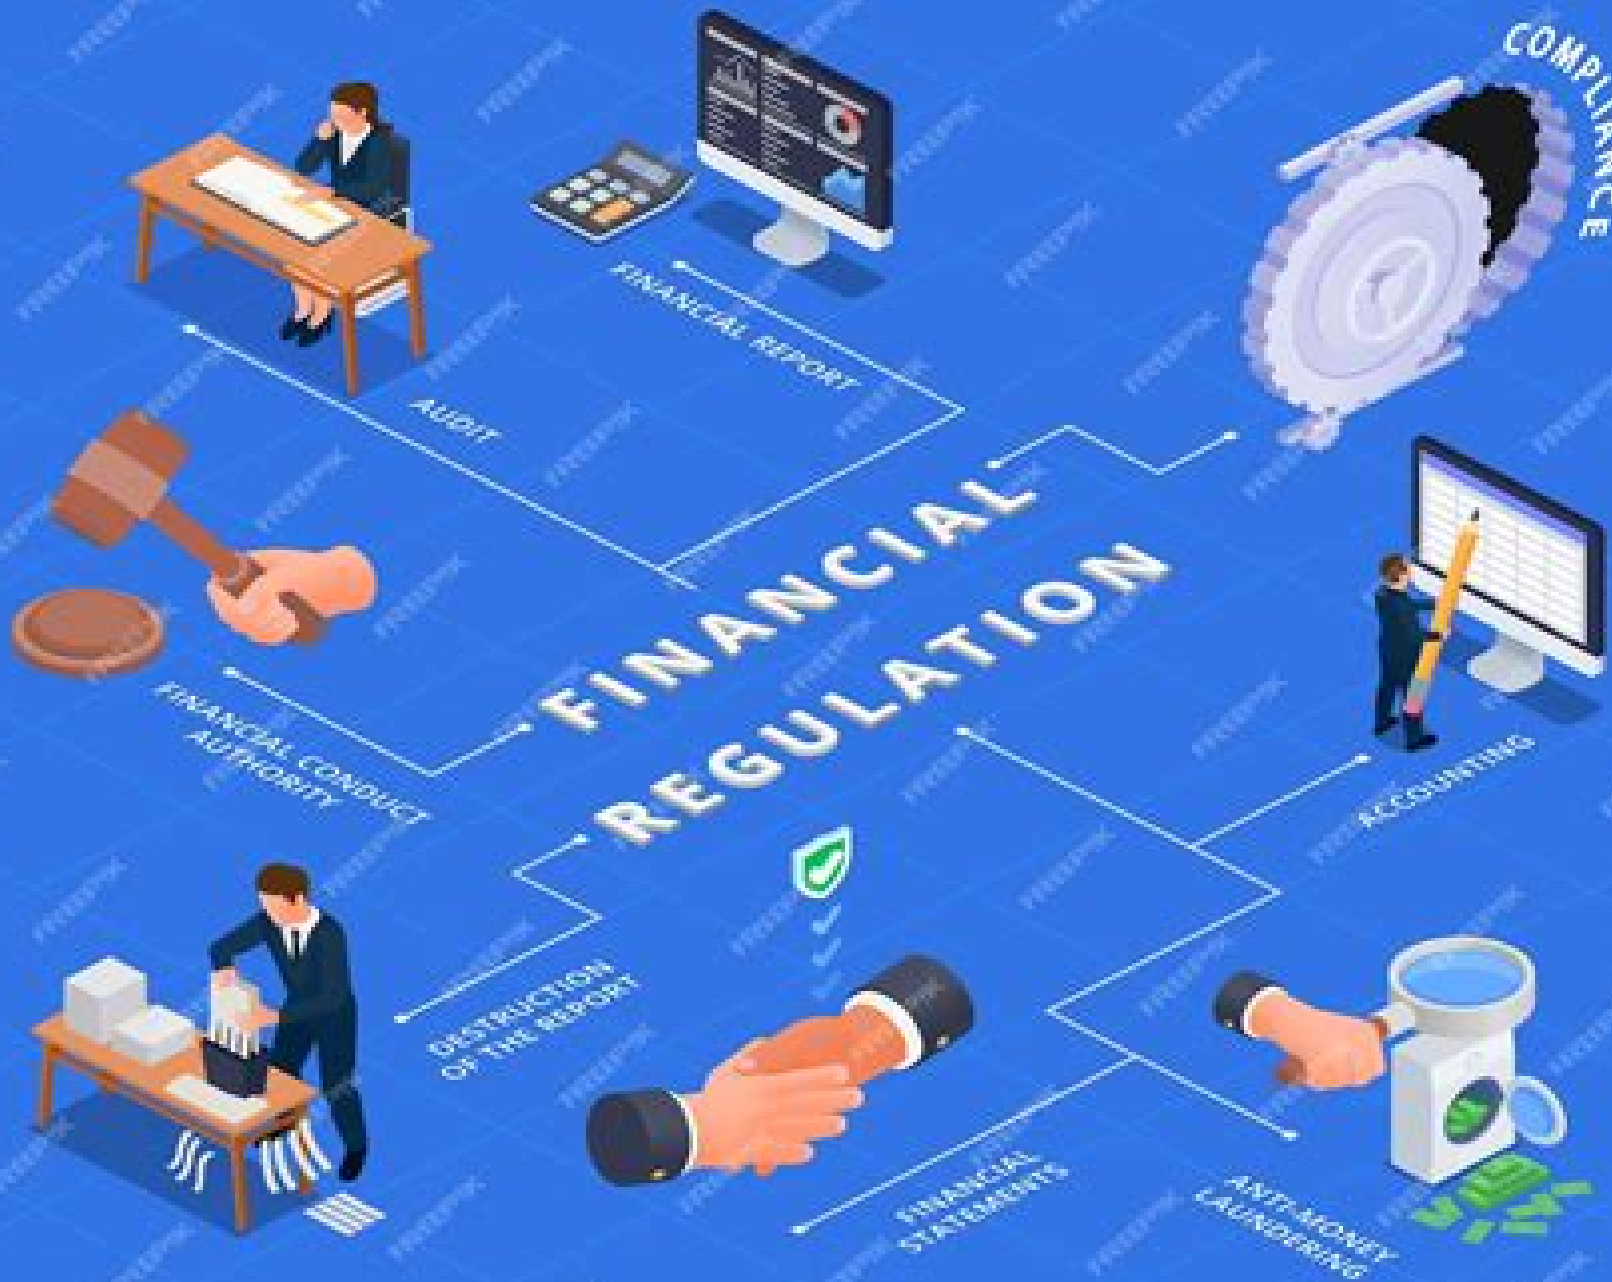 COMPLIANCE
FINANCIAL REPORT
AUDIT
FINANCIAL
REGULATION
FINANCIAL CONDUCT
AUTHORITY
ACCOUNTING
DESTRUCTION
OF THE REPORT
FINANCIAL
STATEMENTS
ANTI-MONEY
LAUNDERING
FREEPIK